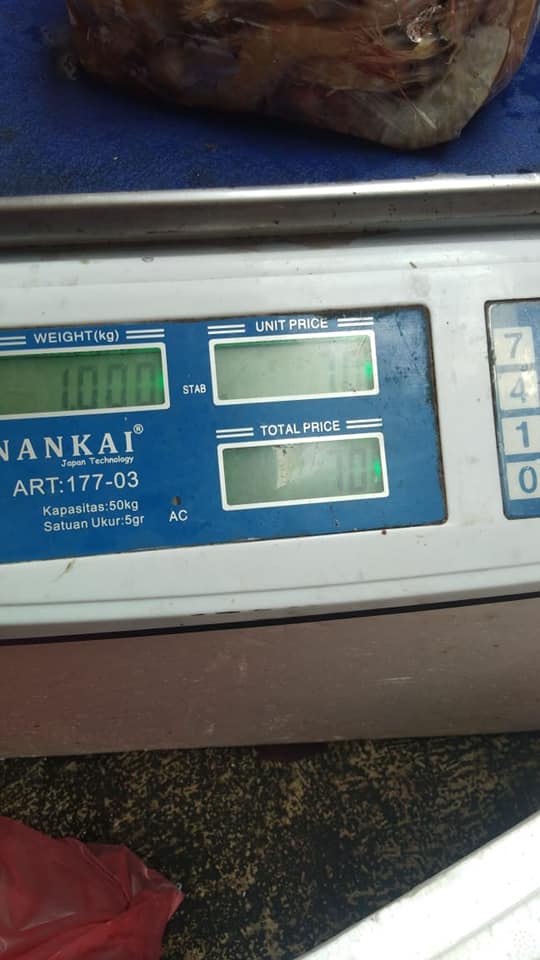 WEIGHT(kg)
UNIT PRICE
1.000
STAB
TOTAL PRICE
NANKAI®
Japan Technology
ART:177-03
Kapasitas:50kg
Satuan Ukur:5gr
AC
7
4
1
0